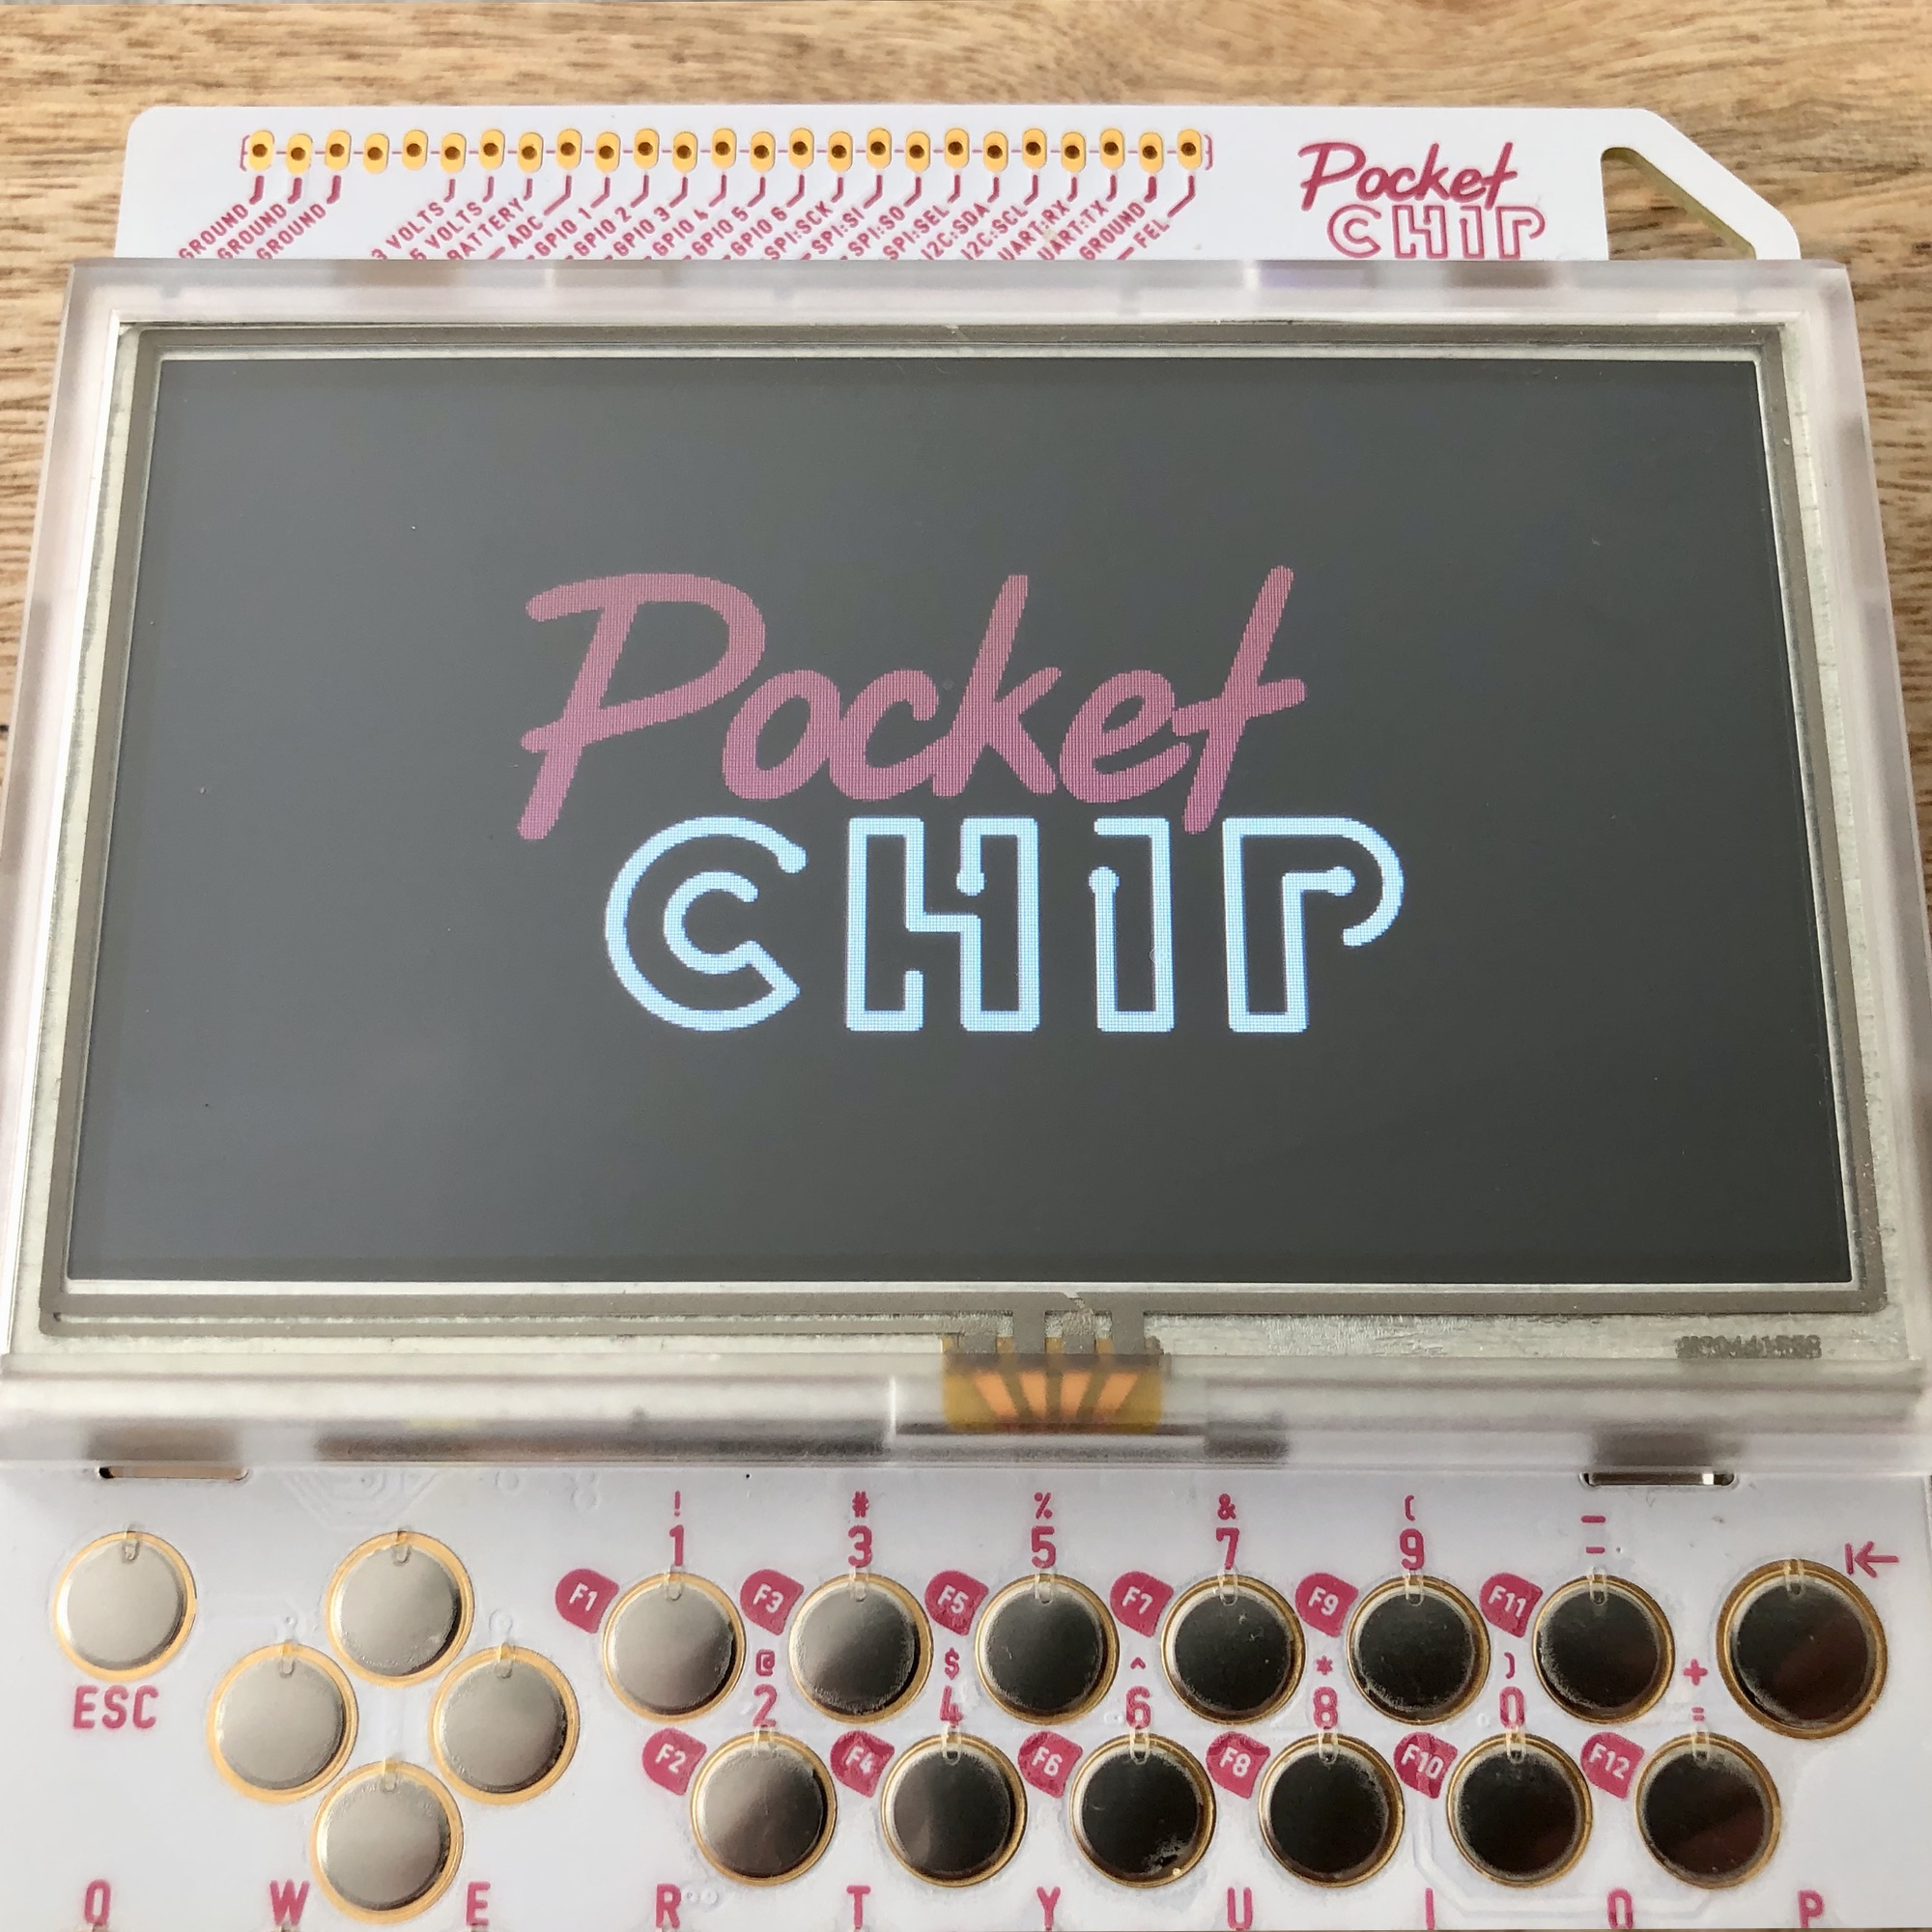 GROUND GROUND GROUND 3 VOLTS 5 VOLTS BATTERY ADC GPIO 1 GPIO 2 GPIO 3 GPIO 4 GPIO 5 GPIO 6 SPI:SCK SPI:SI SPI:SO SPI:SEL I2C:SDA I2C:SCL UART:RX UART:TX GROUND FEL
Pocket
CHIP
Pocket
CHIP
! # % & ( _
1 3 5 7 9 -
F1 F3 F5 F7 F9 F11
@ $ ^ * ) +
ESC 2 4 6 8 0 =
F2 F4 F6 F8 F10 F12
Q W E R T Y U I O P